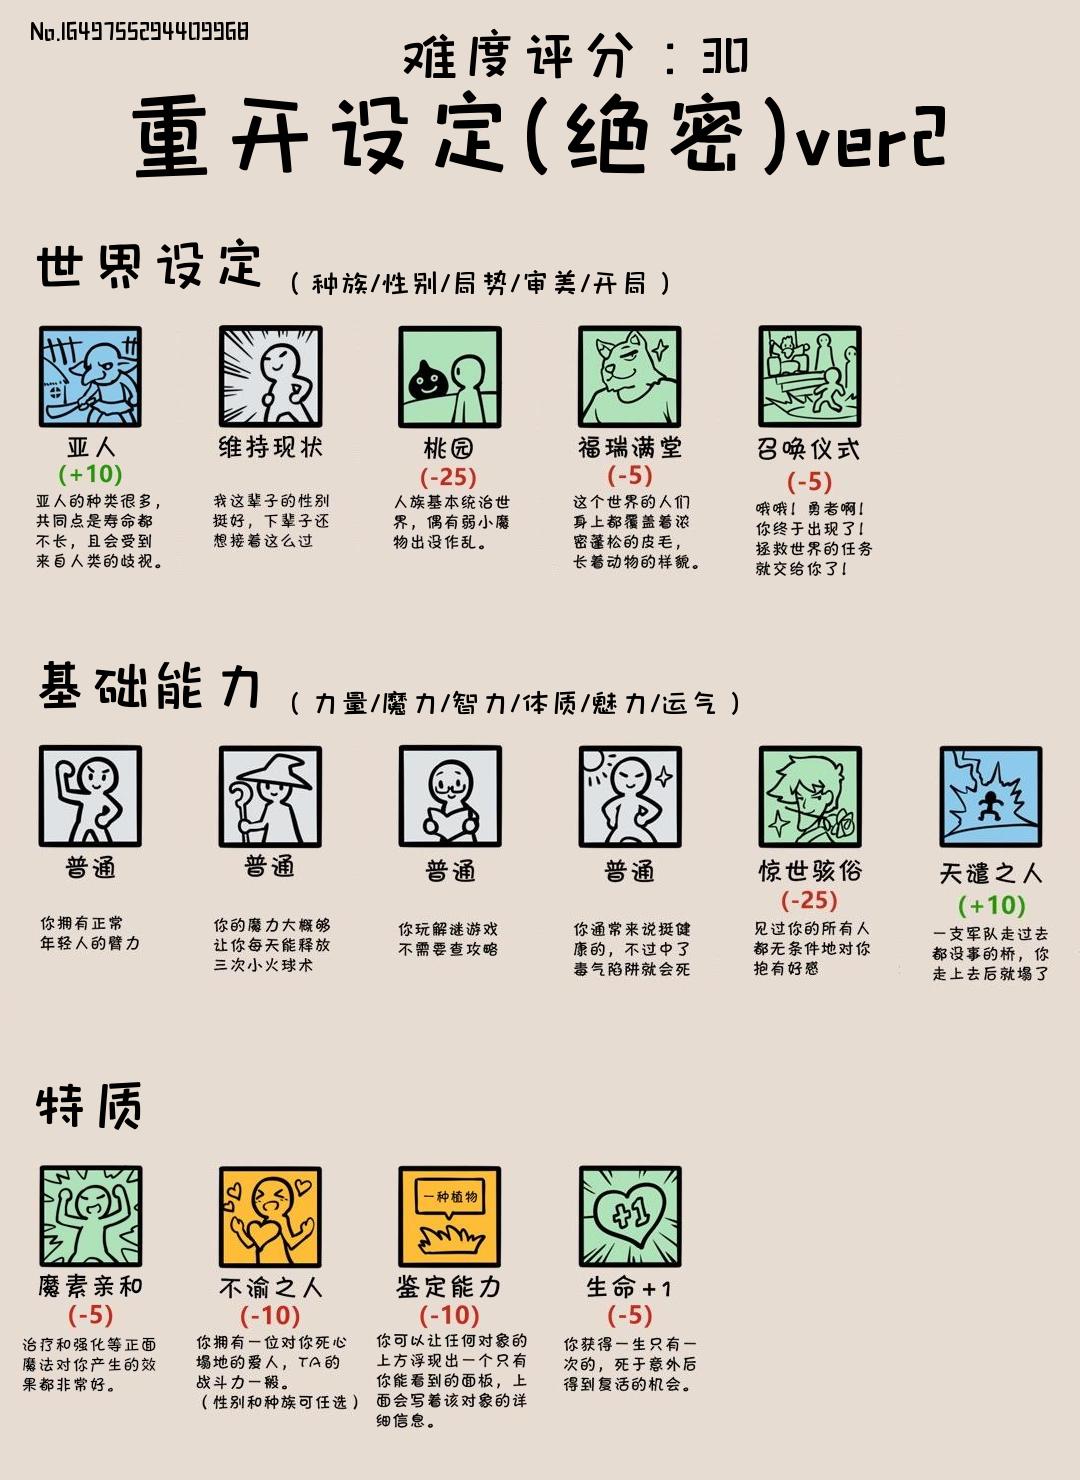 No.1649755294409968
难度评分:30
重开设定(绝密)ver2
世界设定(种族/性别/局势/审美/开局)
亚人
(+10)
亚人的种类很多,
共同点是寿命都
不长,且会受到
来自人类的歧视。
维持现状
我这辈子的性别
挺好,下辈子还
想接着这么过
桃园
(-25)
人族基本统治世
界,偶有弱小魔
物出没作乱。
福瑞满堂
(-5)
这个世界的人们
身上都覆盖着浓
密蓬松的皮毛,
长着动物的样貌。
召唤仪式
(-5)
哦哦!勇者啊!
你终于出现了!
拯救世界的任务
就交给你了!
基础能力(力量/魔力/智力/体质/魅力/运气)
普通
你拥有正常
年轻人的臂力
普通
你的魔力大概够
让你每天能释放
三次小火球术
普通
你玩解谜游戏
不需要查攻略
普通
你通常来说挺健
康的,不过中了
毒气陷阱就会死
惊世骇俗
(-25)
见过你的所有人
都无条件地对你
抱有好感
天谴之人
(+10)
一支军队走过去
都没事的桥,你
走上去后就塌了
特质
魔素亲和
(-5)
治疗和强化等正面
魔法对你产生的效
果都非常好。
不渝之人
(-10)
你拥有一位对你死心
塌地的爱人,TA的
战斗力一般。
(性别和种族可任选)
一种植物
鉴定能力
(-10)
你可以让任何对象的
上方浮现出一个只有
你能看到的面板,上
面会写着该对象的详
细信息。
+1
生命+1
(-5)
你获得一生只有一
次的,死于意外后
得到复活的机会。